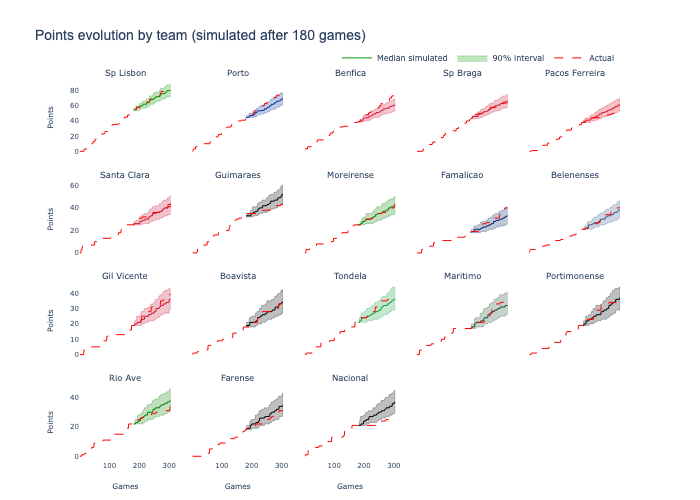 Points evolution by team (simulated after 180 games)
Median simulated 90% interval Actual
Sp Lisbon Porto Benfica Sp Braga Pacos Ferreira
80
60
40
20
0
Points
Santa Clara Guimaraes Moreirense Famalicao Belenenses
60
40
20
0
Points
Gil Vicente Boavista Tondela Maritimo Portimonense
40
30
20
10
0
Points
Rio Ave Farense Nacional
40
20
0
Points
100 200 300 100 200 300 100 200 300
Games Games Games